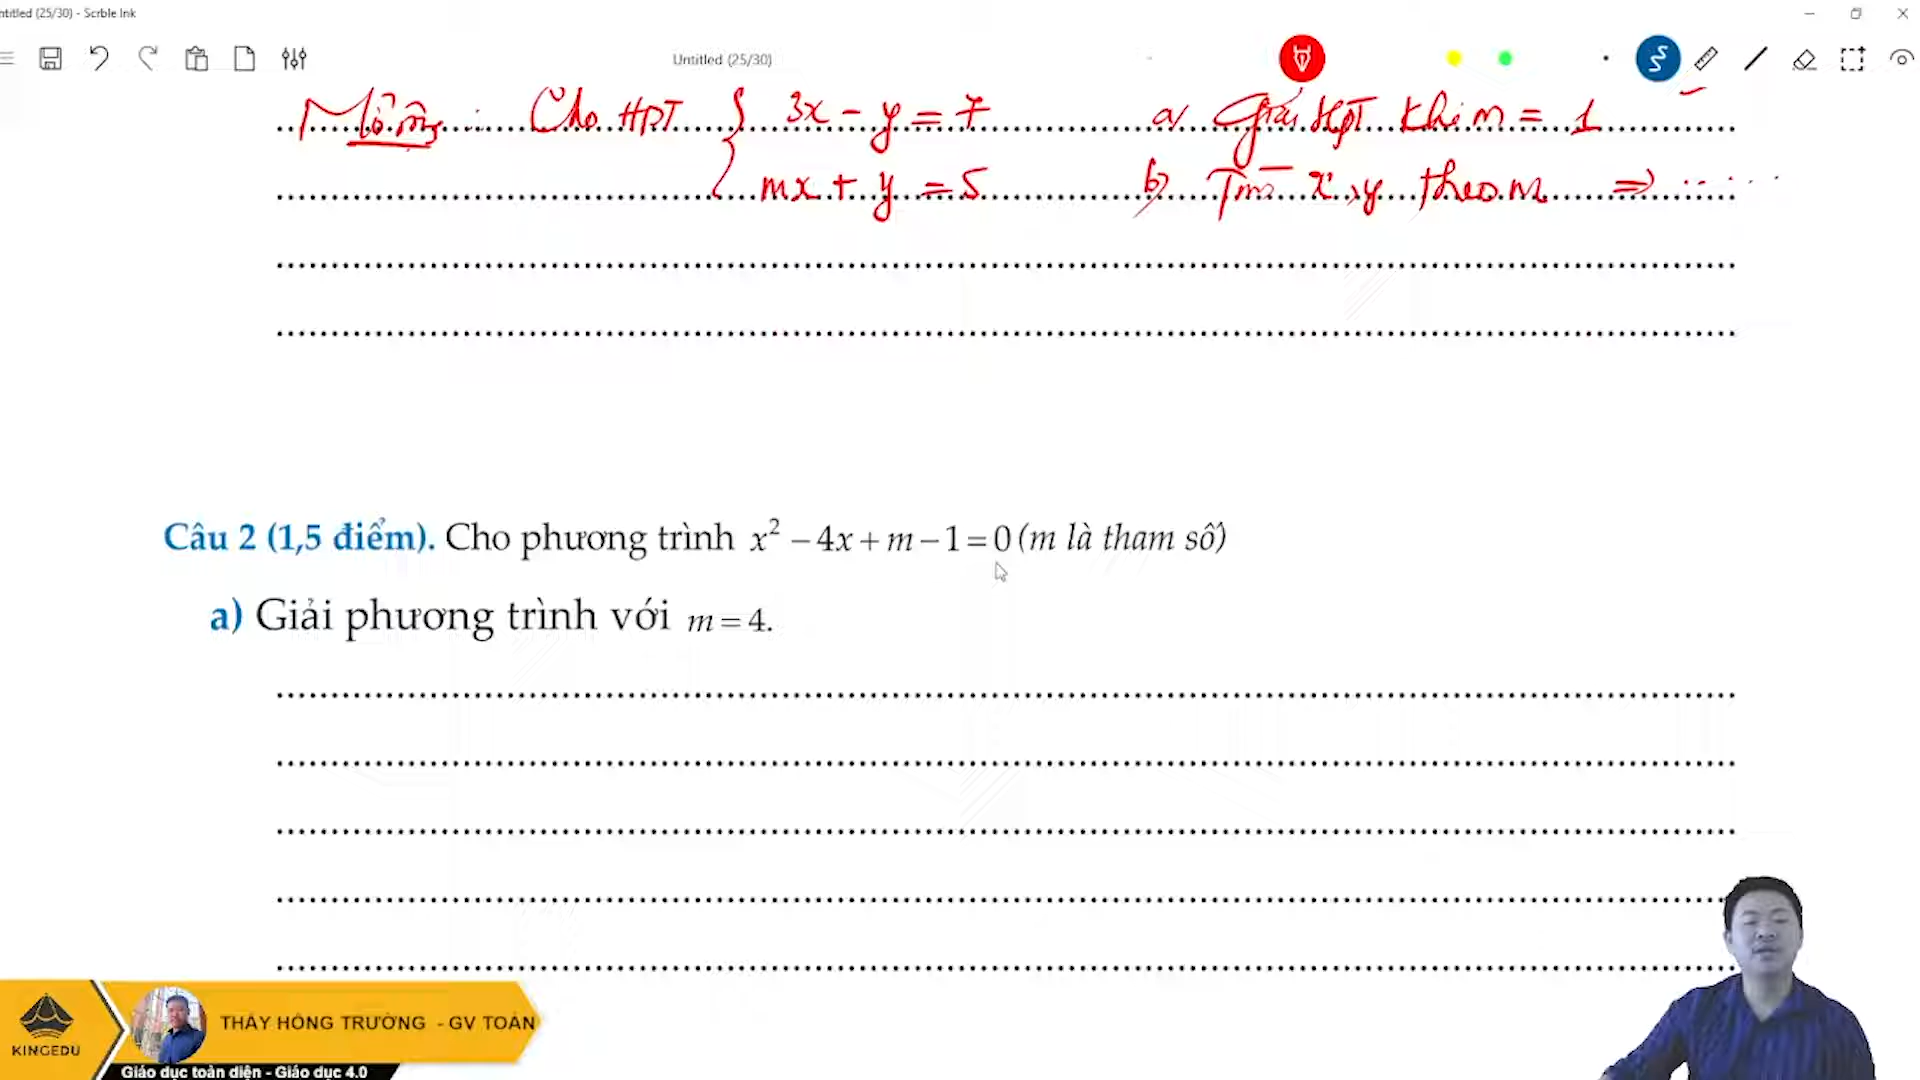 ntitled (25/30) - Scrble Ink
Untitled (25/30)
Mở rộng : Cho HPT { 3x - y = 7 a) Giải HPT khi m = 1
mx + y = 5 b) Tìm x, y theo m ⇒ .....
Câu 2 (1,5 điểm). Cho phương trình x² − 4x + m − 1 = 0 (m là tham số)
a) Giải phương trình với m = 4.
THẦY HỒNG TRƯỜNG - GV TOÁN
KINGEDU
Giáo dục toàn diện - Giáo dục 4.0